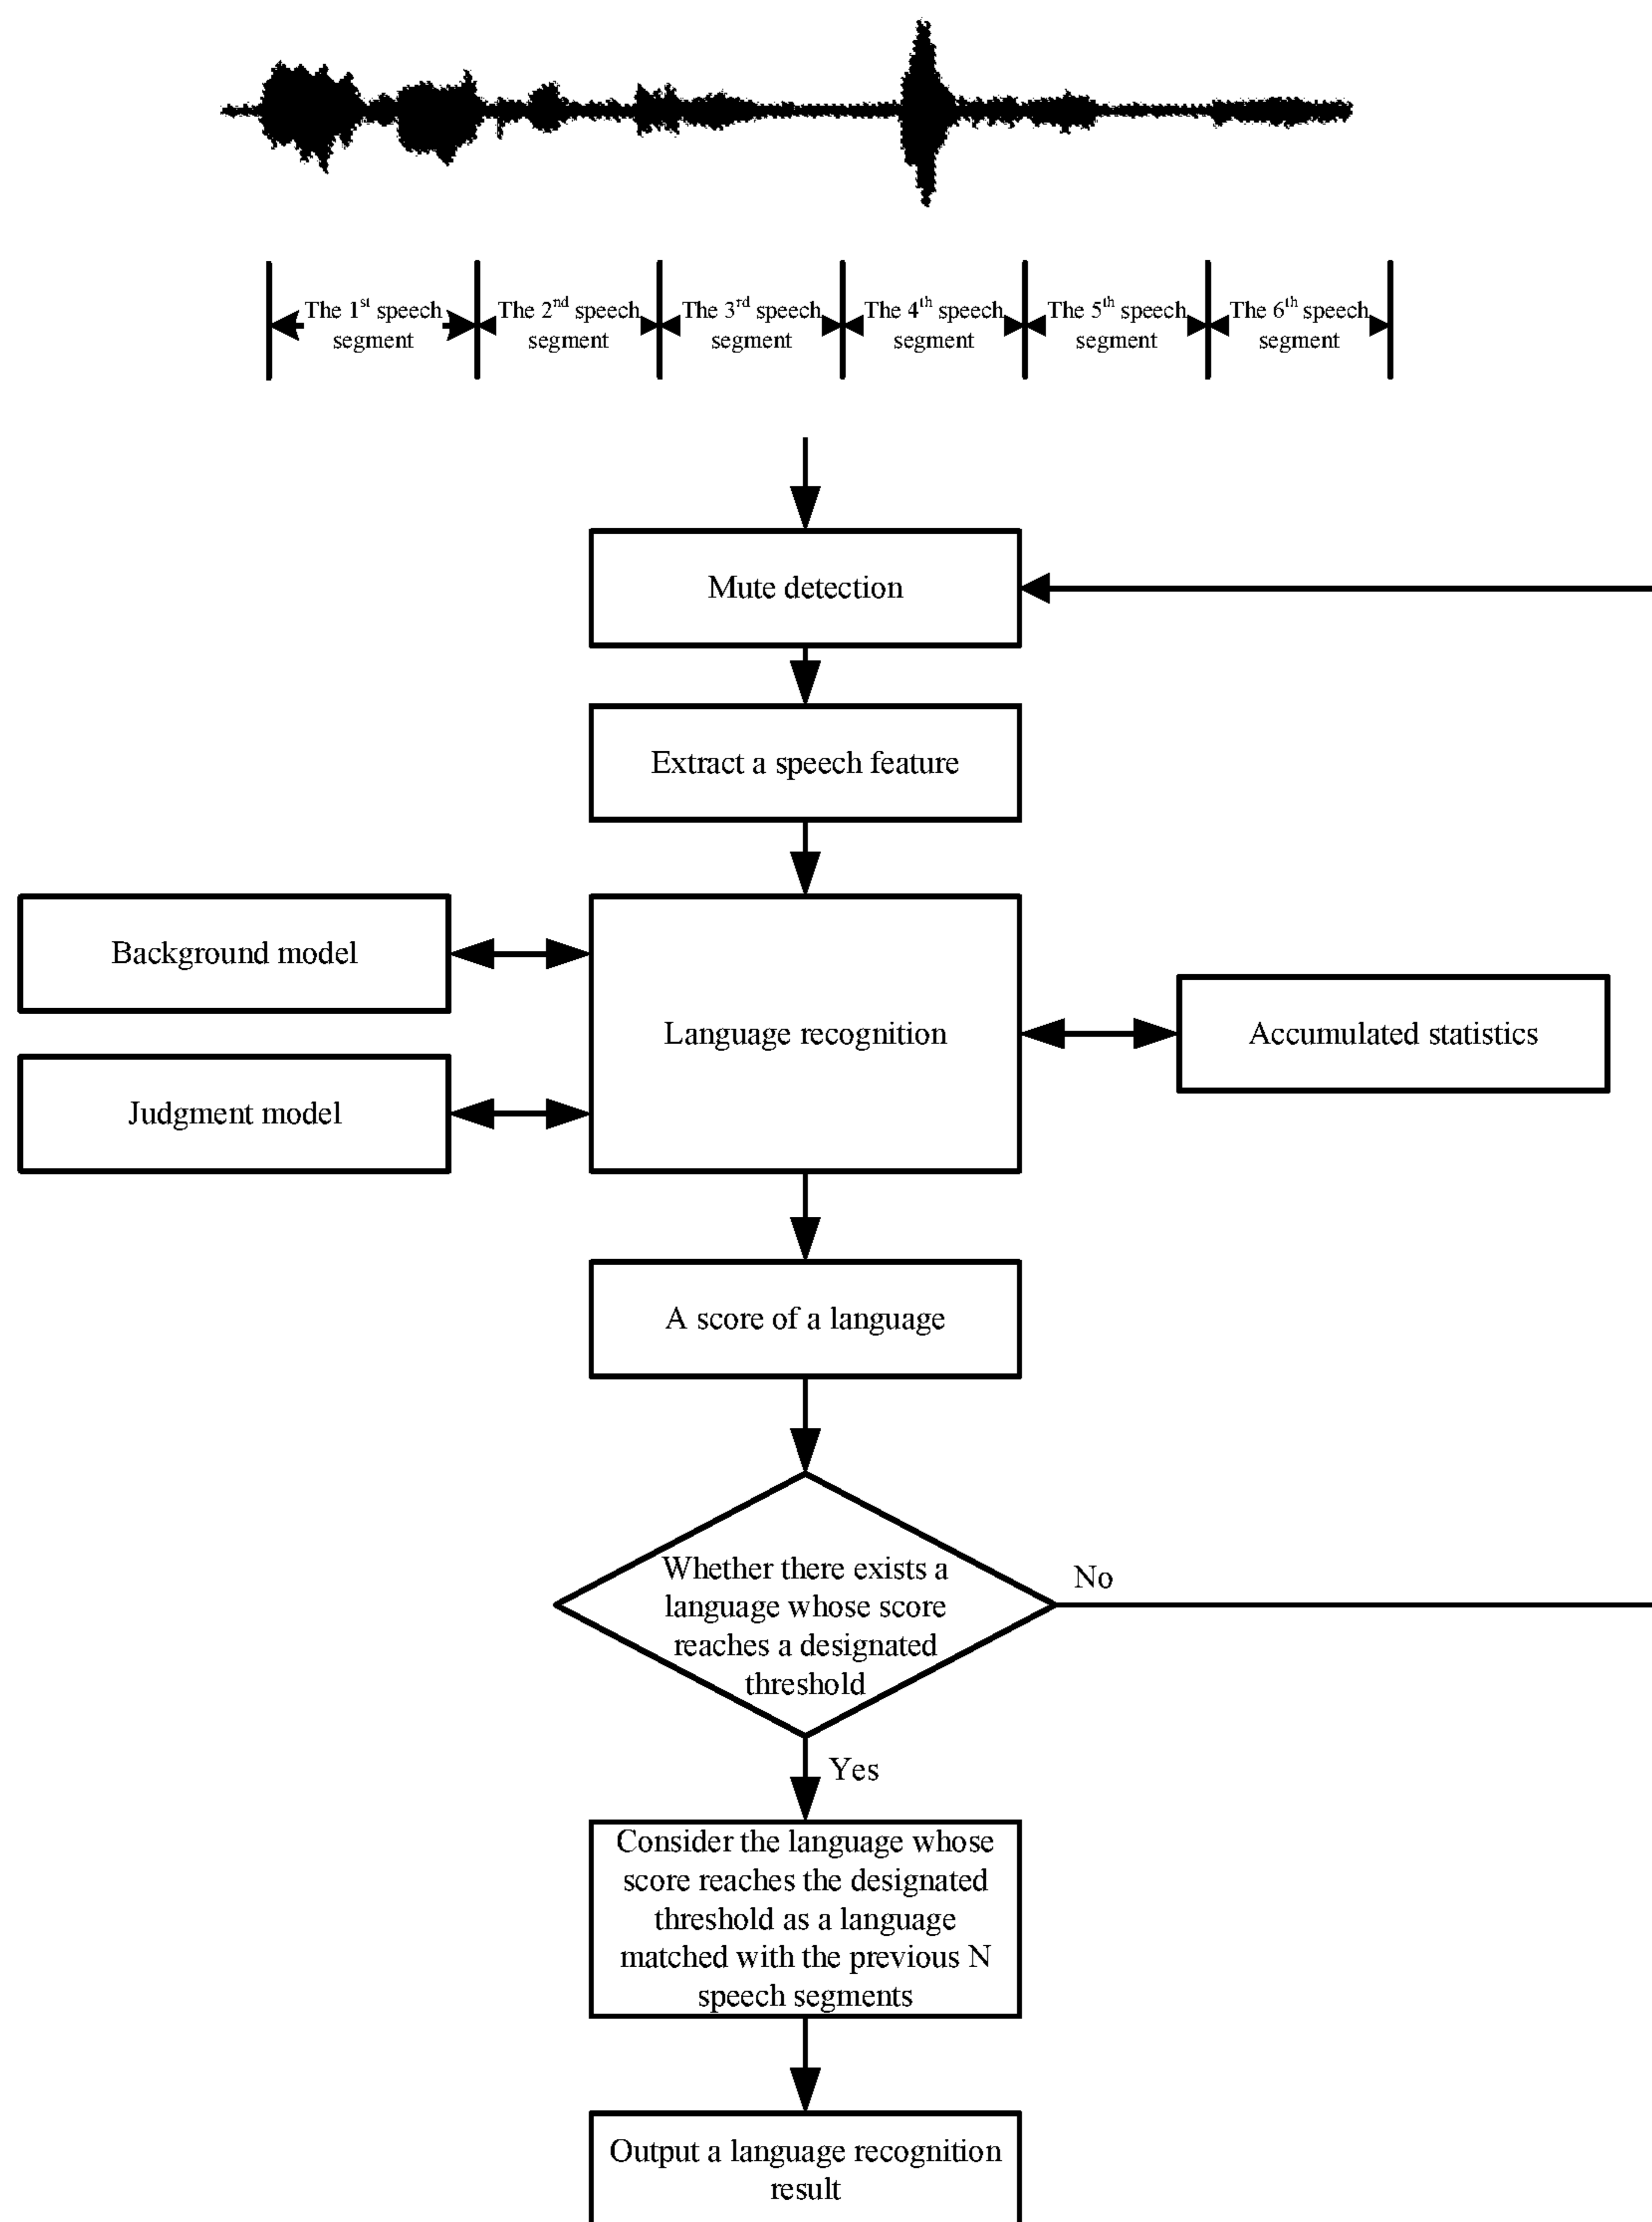 The 1st speech
segment
The 2nd speech
segment
The 3rd speech
segment
The 4th speech
segment
The 5th speech
segment
The 6th speech
segment
Mute detection
Extract a speech feature
Background model
Language recognition
Accumulated statistics
Judgment model
A score of a language
Whether there exists a
language whose score
reaches a designated
threshold
No
Yes
Consider the language whose
score reaches the designated
threshold as a language
matched with the previous N
speech segments
Output a language recognition
result